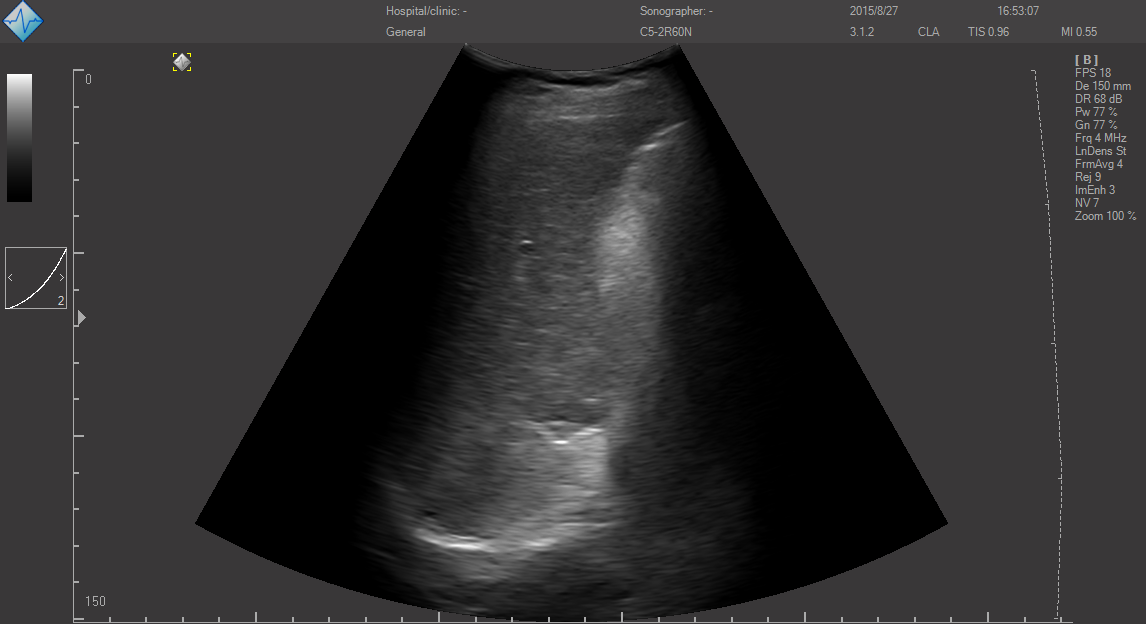 Hospital/clinic: - Sonographer: - 2015/8/27 16:53:07
General C5-2R60N 3.1.2 CLA TIS 0.96 MI 0.55
[ B ]
FPS 18
De 150 mm
DR 68 dB
Pw 77 %
Gn 77 %
Frq 4 MHz
LnDens St
FrmAvg 4
Rej 9
ImEnh 3
NV 7
Zoom 100 %
0
2
150